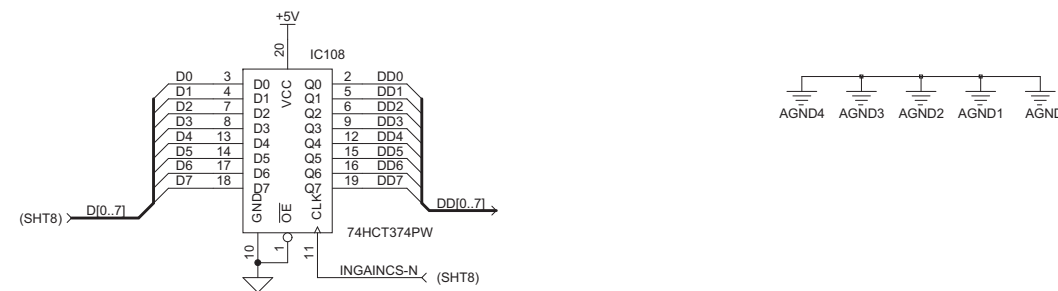 +5V
20
IC108
D0 3 D0 VCC Q0 2 DD0
D1 4 D1 Q1 5 DD1
D2 7 D2 Q2 6 DD2
D3 8 D3 Q3 9 DD3
D4 13 D4 Q4 12 DD4
D5 14 D5 Q5 15 DD5
D6 17 D6 Q6 16 DD6
D7 18 D7 Q7 19 DD7
(SHT8) D[0..7] GND OE CLK DD[0..7]
74HCT374PW
10 1 11
INGAINCS-N (SHT8)
AGND4 AGND3 AGND2 AGND1 AGND